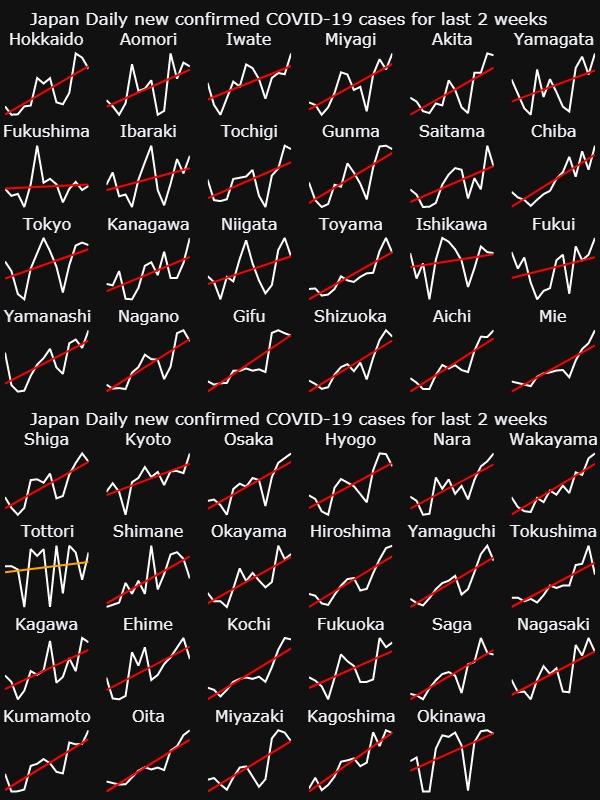 Japan Daily new confirmed COVID-19 cases for last 2 weeks
Hokkaido Aomori Iwate Miyagi Akita Yamagata
Fukushima Ibaraki Tochigi Gunma Saitama Chiba
Tokyo Kanagawa Niigata Toyama Ishikawa Fukui
Yamanashi Nagano Gifu Shizuoka Aichi Mie
Japan Daily new confirmed COVID-19 cases for last 2 weeks
Shiga Kyoto Osaka Hyogo Nara Wakayama
Tottori Shimane Okayama Hiroshima Yamaguchi Tokushima
Kagawa Ehime Kochi Fukuoka Saga Nagasaki
Kumamoto Oita Miyazaki Kagoshima Okinawa